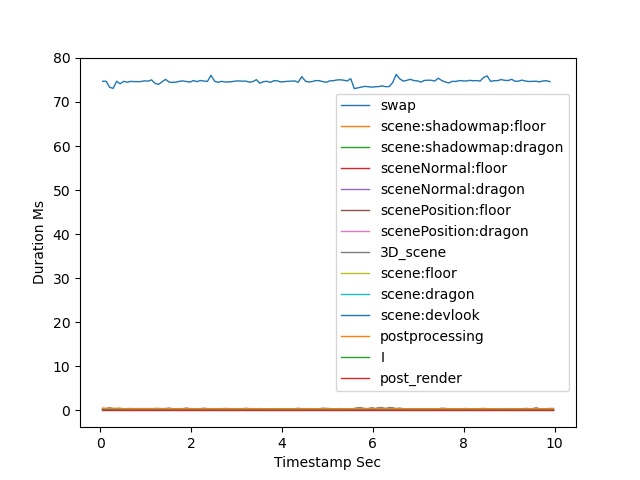 80
70
60
50
40
30
20
10
0
Duration Ms
swap
scene:shadowmap:floor
scene:shadowmap:dragon
sceneNormal:floor
sceneNormal:dragon
scenePosition:floor
scenePosition:dragon
3D_scene
scene:floor
scene:dragon
scene:devlook
postprocessing
I
post_render
0 2 4 6 8 10
Timestamp Sec